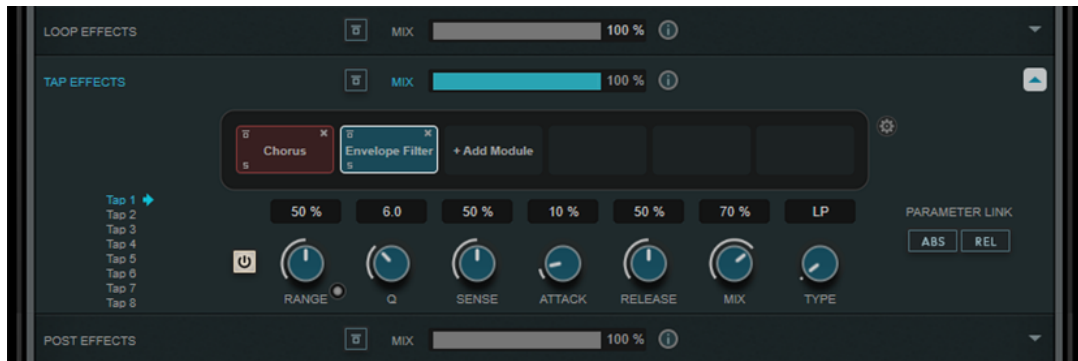 LOOP EFFECTS MIX 100 %
TAP EFFECTS MIX 100 %
Chorus S
Envelope Filter S
+ Add Module
Tap 1
Tap 2
Tap 3
Tap 4
Tap 5
Tap 6
Tap 7
Tap 8
50 % 6.0 50 % 10 % 50 % 70 % LP
RANGE Q SENSE ATTACK RELEASE MIX TYPE
PARAMETER LINK
ABS REL
POST EFFECTS MIX 100 %